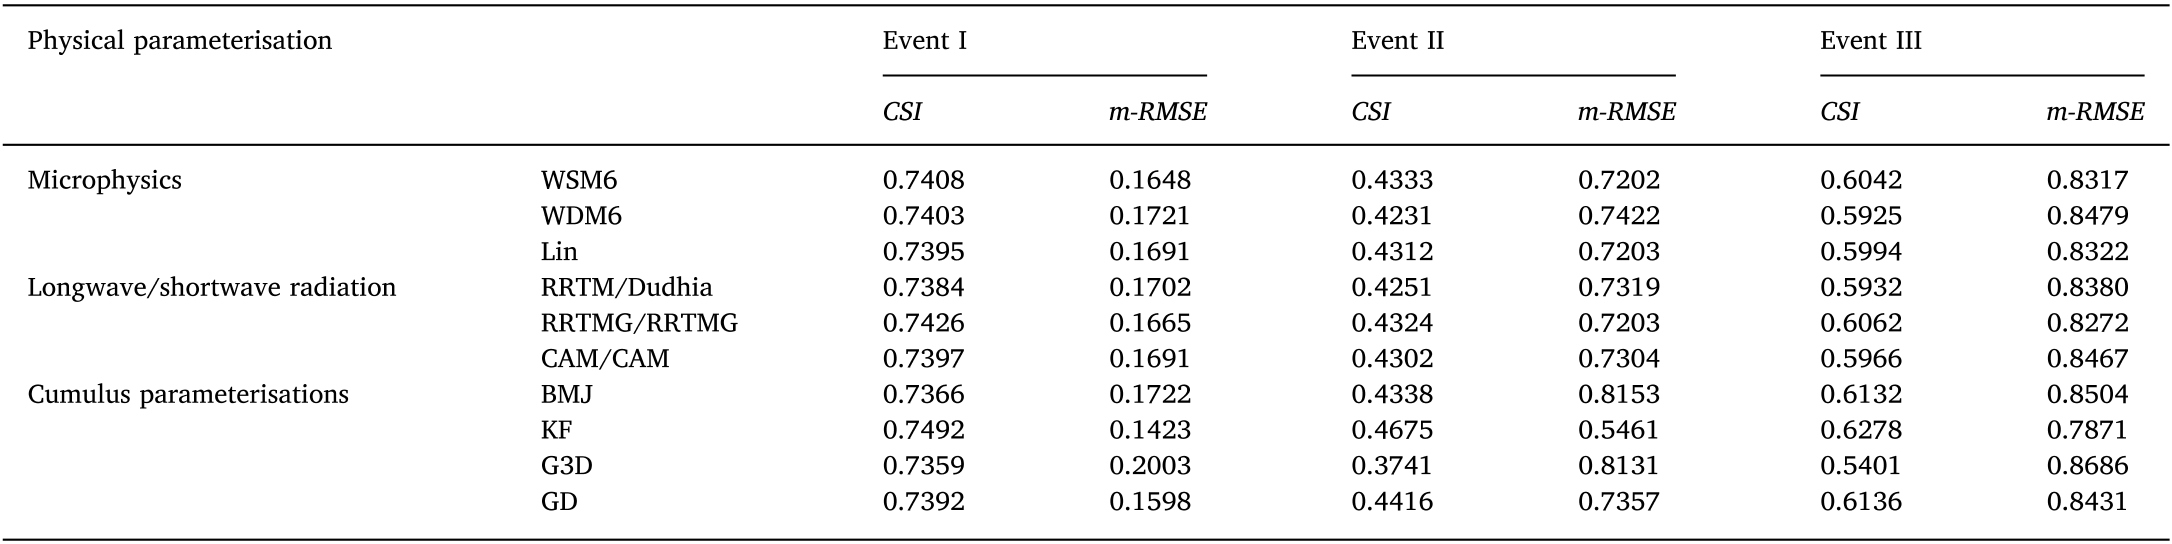 Physical parameterisation Event I Event II Event III
CSI m-RMSE CSI m-RMSE CSI m-RMSE
Microphysics WSM6 0.7408 0.1648 0.4333 0.7202 0.6042 0.8317
WDM6 0.7403 0.1721 0.4231 0.7422 0.5925 0.8479
Lin 0.7395 0.1691 0.4312 0.7203 0.5994 0.8322
Longwave/shortwave radiation RRTM/Dudhia 0.7384 0.1702 0.4251 0.7319 0.5932 0.8380
RRTMG/RRTMG 0.7426 0.1665 0.4324 0.7203 0.6062 0.8272
CAM/CAM 0.7397 0.1691 0.4302 0.7304 0.5966 0.8467
Cumulus parameterisations BMJ 0.7366 0.1722 0.4338 0.8153 0.6132 0.8504
KF 0.7492 0.1423 0.4675 0.5461 0.6278 0.7871
G3D 0.7359 0.2003 0.3741 0.8131 0.5401 0.8686
GD 0.7392 0.1598 0.4416 0.7357 0.6136 0.8431